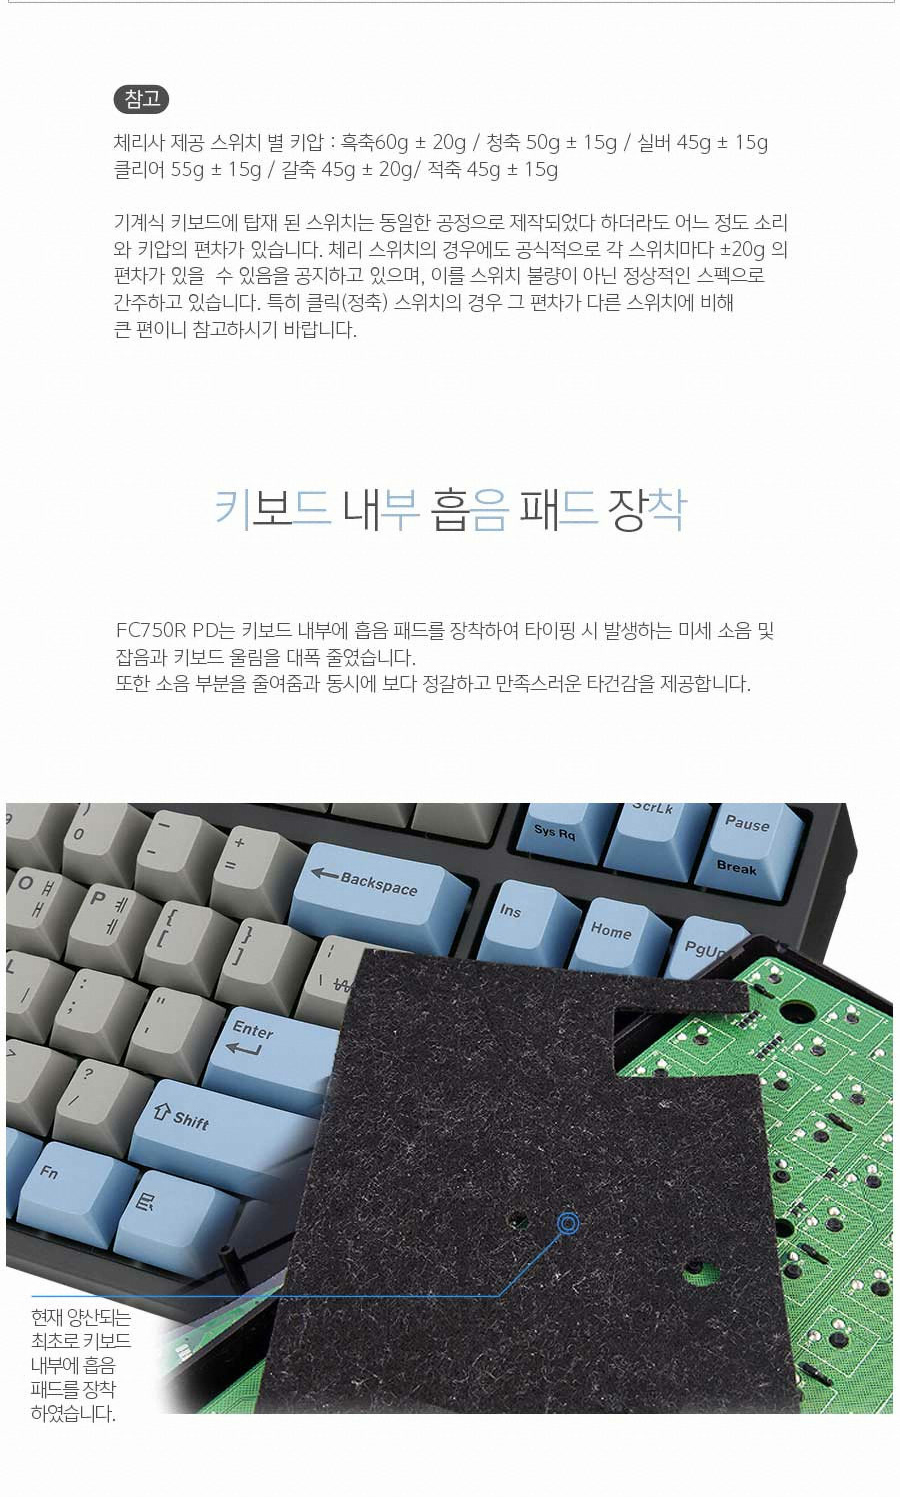 참고
체리사 제공 스위치 별 키압 : 흑축60g ± 20g / 청축 50g ± 15g / 실버 45g ± 15g
클리어 55g ± 15g / 갈축 45g ± 20g/ 적축 45g ± 15g
기계식 키보드에 탑재 된 스위치는 동일한 공정으로 제작되었다 하더라도 어느 정도 소리
와 키압의 편차가 있습니다. 체리 스위치의 경우에도 공식적으로 각 스위치마다 ±20g 의
편차가 있을 수 있음을 공지하고 있으며, 이를 스위치 불량이 아닌 정상적인 스펙으로
간주하고 있습니다. 특히 클릭(정축) 스위치의 경우 그 편차가 다른 스위치에 비해
큰 편이니 참고하시기 바랍니다.
키보드 내부 흡음 패드 장착
FC750R PD는 키보드 내부에 흡음 패드를 장착하여 타이핑 시 발생하는 미세 소음 및
잡음과 키보드 울림을 대폭 줄였습니다.
또한 소음 부분을 줄여줌과 동시에 보다 정갈하고 만족스러운 타건감을 제공합니다.
Sys Rq
ScrLk
Pause
Break
) 0
_ -
+ =
Backspace
Ins
Home
PgUp
O ㅒ ㅐ
P ㅖ ㅔ
{ [
} ]
¦ \ ₩
L ㅣ
: ;
" '
Enter
>
? /
Shift
Fn
현재 양산되는
최초로 키보드
내부에 흡음
패드를 장착
하였습니다.